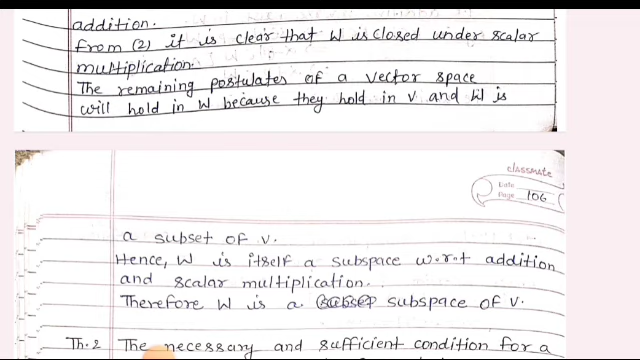 addition.
from (2) it is clear that W is closed under scalar
multiplication.
The remaining postulates of a vector space
will hold in W because they hold in V and W is
classmate
Date
Page 106
a subset of V.
Hence, W is itself a subspace w.r.t addition
and scalar multiplication.
Therefore W is a subspace of V.
Th. 2 The necessary and sufficient condition for a